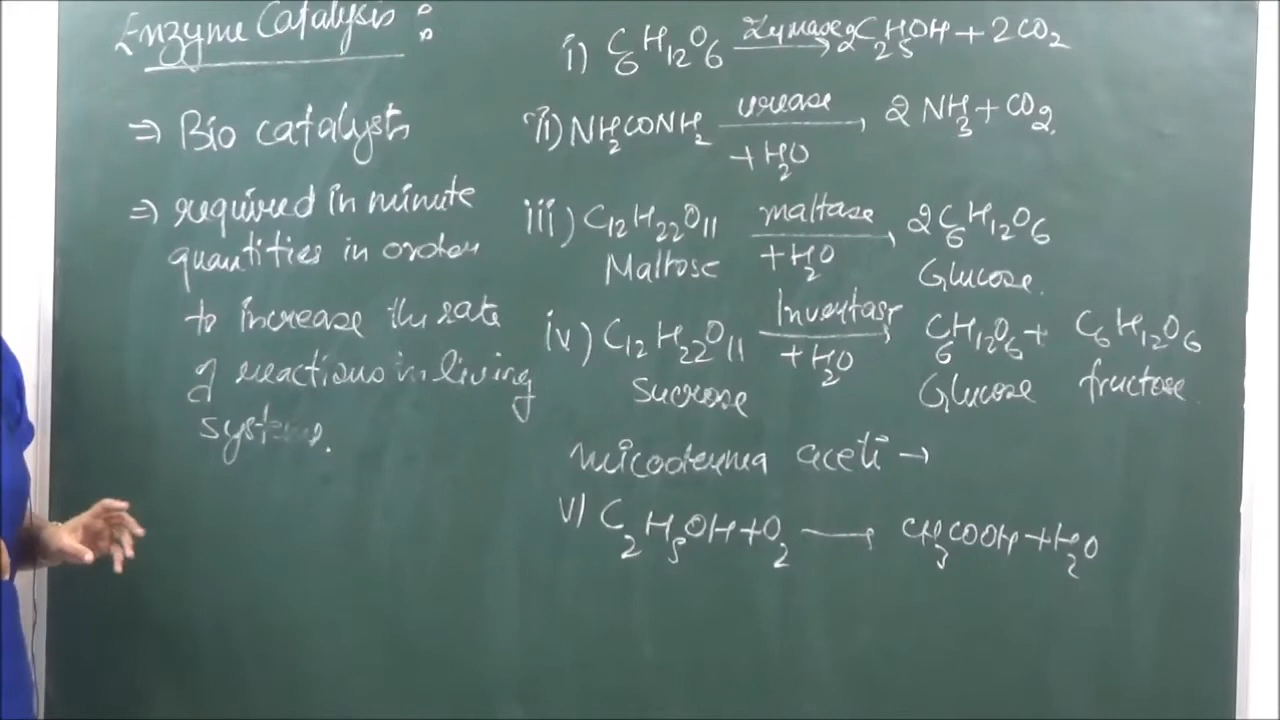 Enzyme Catalysis :
⇒ Bio catalysts
⇒ required in minute
quantities in order
to increase the rate
of reactions in living
systems.
i) C6H12O6 Zymase → 2C2H5OH + 2CO2
ii) NH2CONH2 urease → 2NH3 + CO2
+H2O
iii) C12H22O11 maltase → 2C6H12O6
Maltose +H2O Glucose
iv) C12H22O11 Invertase → C6H12O6 + C6H12O6
Sucrose +H2O Glucose fructose
aceti →
v) C2H5OH + O2 → CH3COOH + H2O